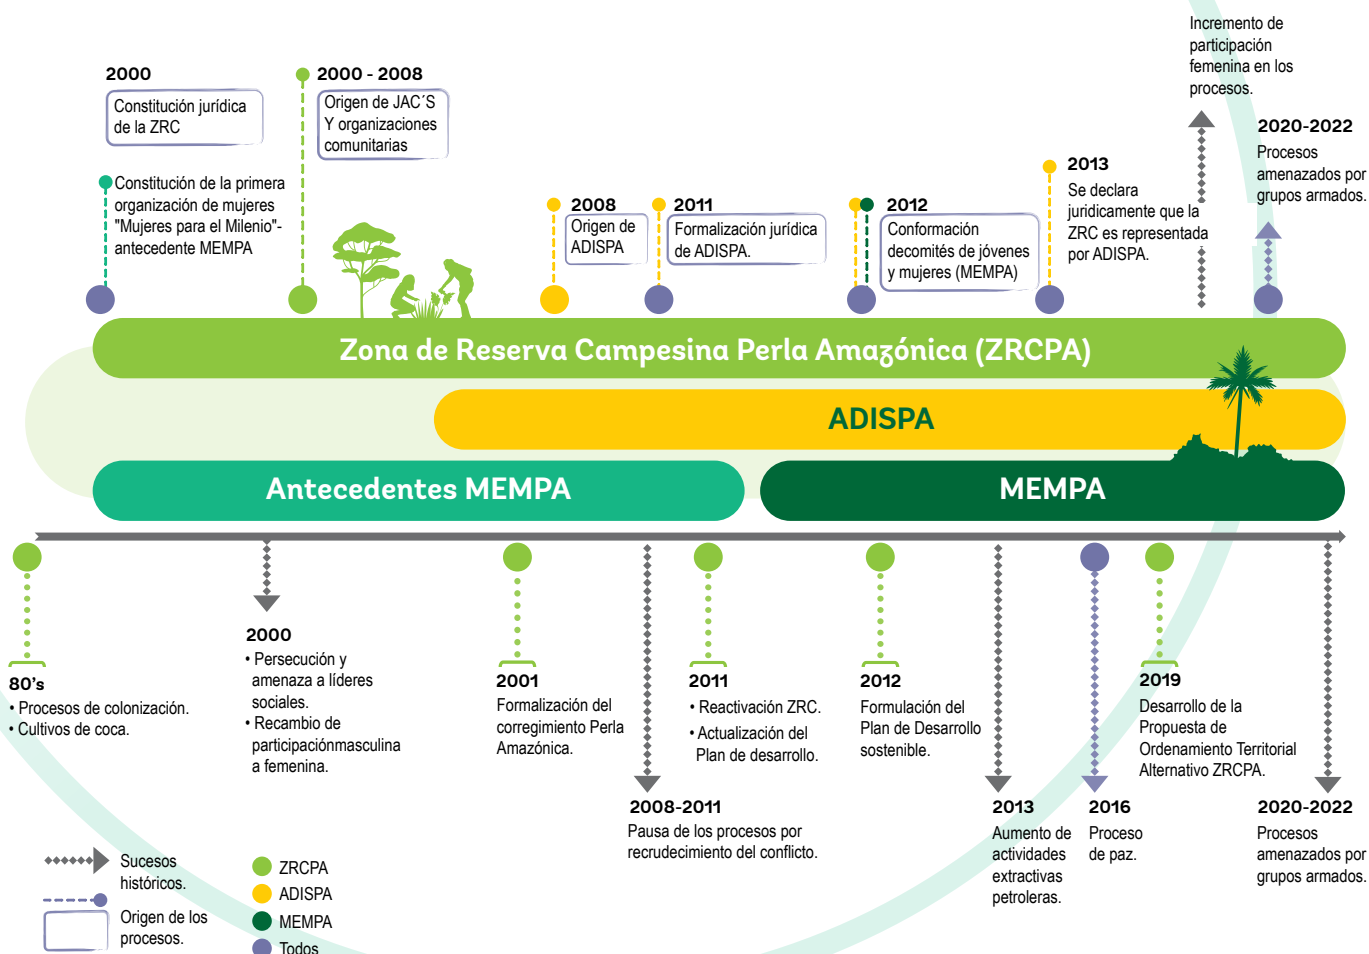 Incremento de
participación
femenina en los
procesos.
2000
Constitución jurídica
de la ZRC
Constitución de la primera
organización de mujeres
"Mujeres para el Milenio"-
antecedente MEMPA
2000 - 2008
Origen de JAC´S
Y organizaciones
comunitarias
2008
Origen de
ADISPA
2011
Formalización jurídica
de ADISPA.
2012
Conformación
decomités de jóvenes
y mujeres (MEMPA)
2013
Se declara
juridicamente que la
ZRC es representada
por ADISPA.
2020-2022
Procesos
amenazados por
grupos armados.
Zona de Reserva Campesina Perla Amazónica (ZRCPA)
ADISPA
Antecedentes MEMPA
MEMPA
80's
• Procesos de colonización.
• Cultivos de coca.
2000
• Persecución y
amenaza a líderes
sociales.
• Recambio de
participaciónmasculina
a femenina.
2001
Formalización del
corregimiento Perla
Amazónica.
2008-2011
Pausa de los procesos por
recrudecimiento del conflicto.
2011
• Reactivación ZRC.
• Actualización del
Plan de desarrollo.
2012
Formulación del
Plan de Desarrollo
sostenible.
2013
Aumento de
actividades
extractivas
petroleras.
2016
Proceso
de paz.
2019
Desarrollo de la
Propuesta de
Ordenamiento Territorial
Alternativo ZRCPA.
2020-2022
Procesos
amenazados por
grupos armados.
Sucesos
históricos.
Origen de los
procesos.
ZRCPA
ADISPA
MEMPA
Todos